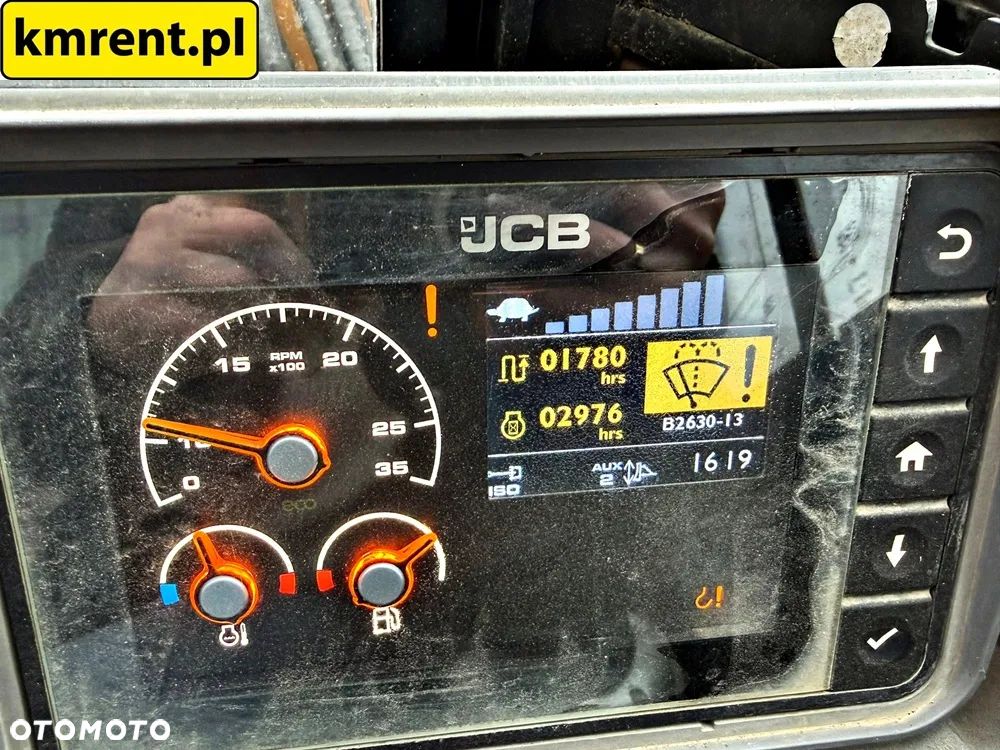 kmrent.pl
JCB
15
RPM
x100
20
25
35
10
0
eco
01780
hrs
02976
hrs
B2630-13
ISO
AUX
2
1619
OTOMOTO